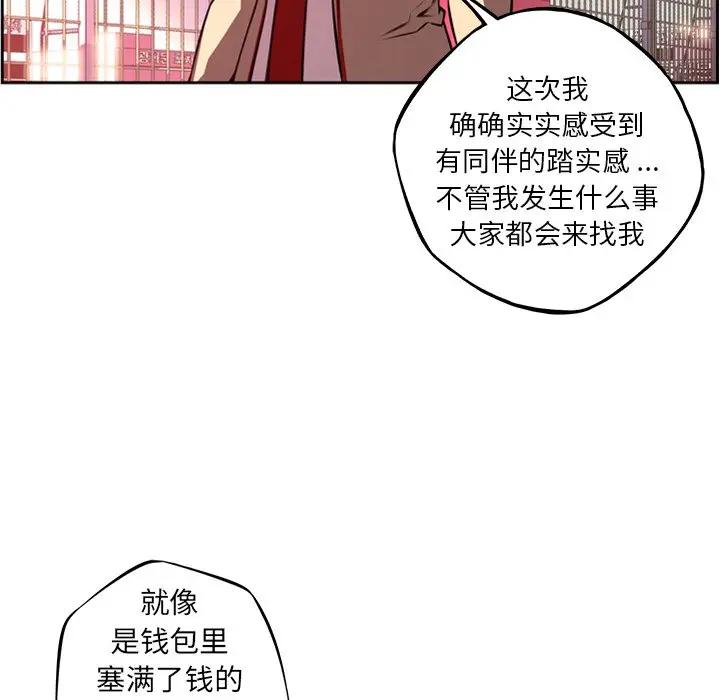 这次我
确确实实感受到
有同伴的踏实感...
不管我发生什么事
大家都会来找我
就像
是钱包里
塞满了钱的